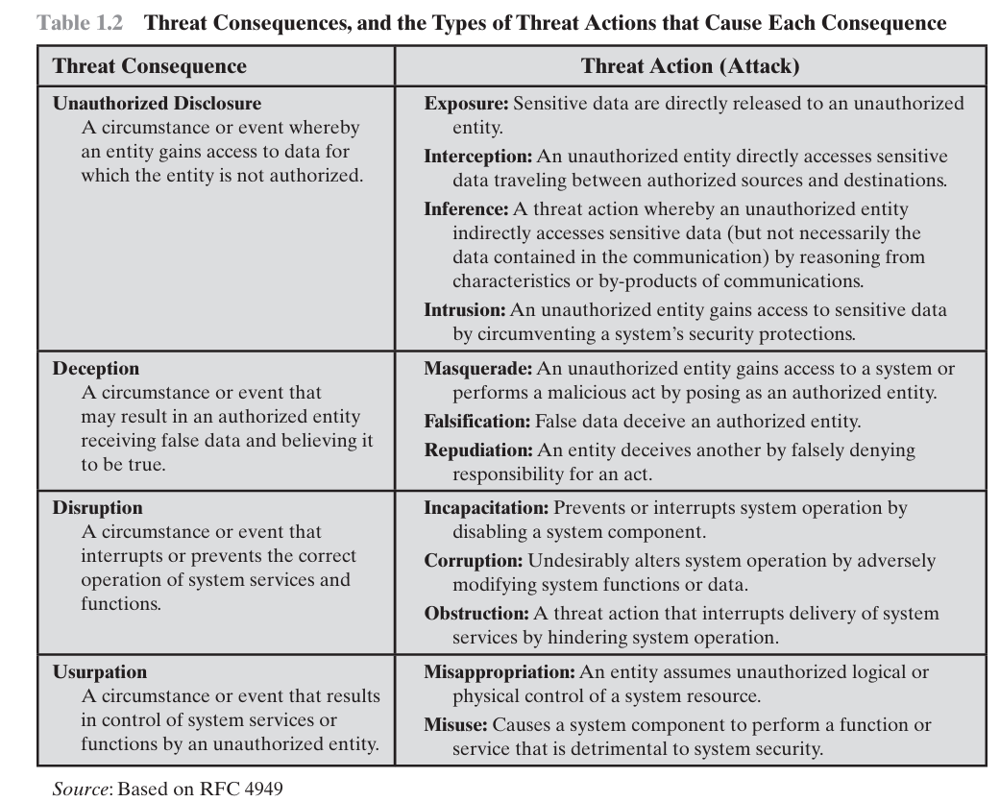 Table 1.2 Threat Consequences, and the Types of Threat Actions that Cause Each Consequence
Threat Consequence
Threat Action (Attack)
Unauthorized Disclosure
A circumstance or event whereby
an entity gains access to data for
which the entity is not authorized.
Exposure: Sensitive data are directly released to an unauthorized
entity.
Interception: An unauthorized entity directly accesses sensitive
data traveling between authorized sources and destinations.
Inference: A threat action whereby an unauthorized entity
indirectly accesses sensitive data (but not necessarily the
data contained in the communication) by reasoning from
characteristics or by-products of communications.
Intrusion: An unauthorized entity gains access to sensitive data
by circumventing a system's security protections.
Deception
A circumstance or event that
may result in an authorized entity
receiving false data and believing it
to be true.
Masquerade: An unauthorized entity gains access to a system or
performs a malicious act by posing as an authorized entity.
Falsification: False data deceive an authorized entity.
Repudiation: An entity deceives another by falsely denying
responsibility for an act.
Disruption
A circumstance or event that
interrupts or prevents the correct
operation of system services and
functions.
Incapacitation: Prevents or interrupts system operation by
disabling a system component.
Corruption: Undesirably alters system operation by adversely
modifying system functions or data.
Obstruction: A threat action that interrupts delivery of system
services by hindering system operation.
Usurpation
A circumstance or event that results
in control of system services or
functions by an unauthorized entity.
Misappropriation: An entity assumes unauthorized logical or
physical control of a system resource.
Misuse: Causes a system component to perform a function or
service that is detrimental to system security.
Source: Based on RFC 4949